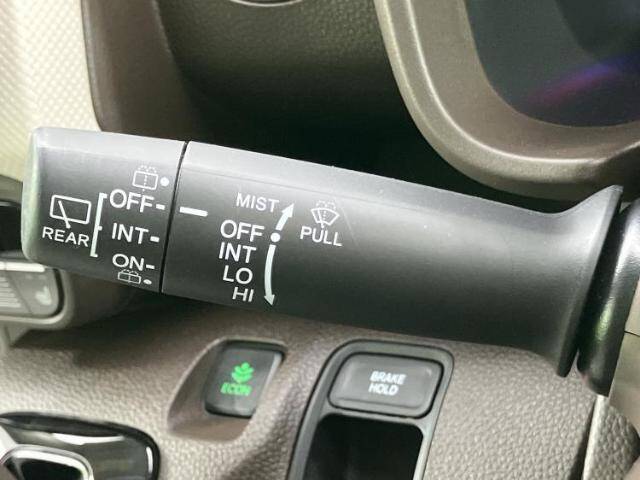 REAR
OFF
INT
ON
MIST
OFF
INT
LO
HI
PULL
ECON
BRAKE
HOLD